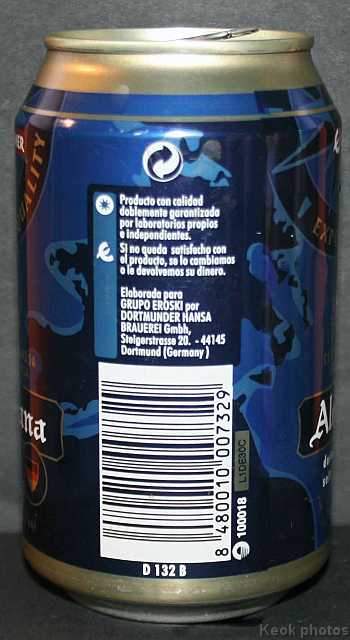 QUALITY
Producto con calidad
doblemente garantizada
por laboratorios propios
e independientes.
Si no queda satisfecho con
el producto, se lo cambiamos
o le devolvemos su dinero.
Elaborada para
GRUPO EROSKI por
DORTMUNDER HANSA
BRAUEREI Gmbh,
Steigerstrasse 20. - 44145
Dortmund (Germany)
8 480010 007329
L1DE30C
100018
D 132 B
Keok photos